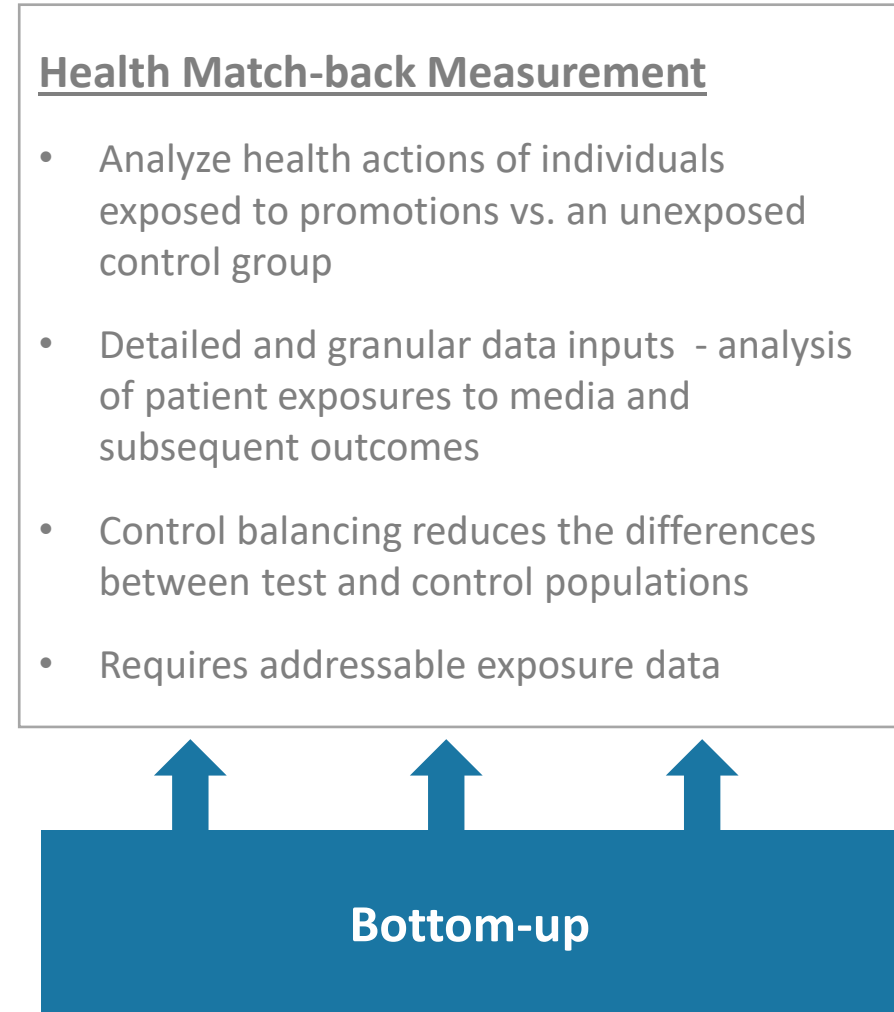 Health Match-back Measurement
• Analyze health actions of individuals
exposed to promotions vs. an unexposed
control group
• Detailed and granular data inputs  - analysis
of patient exposures to media and
subsequent outcomes
• Control balancing reduces the differences
between test and control populations
• Requires addressable exposure data
Bottom-up